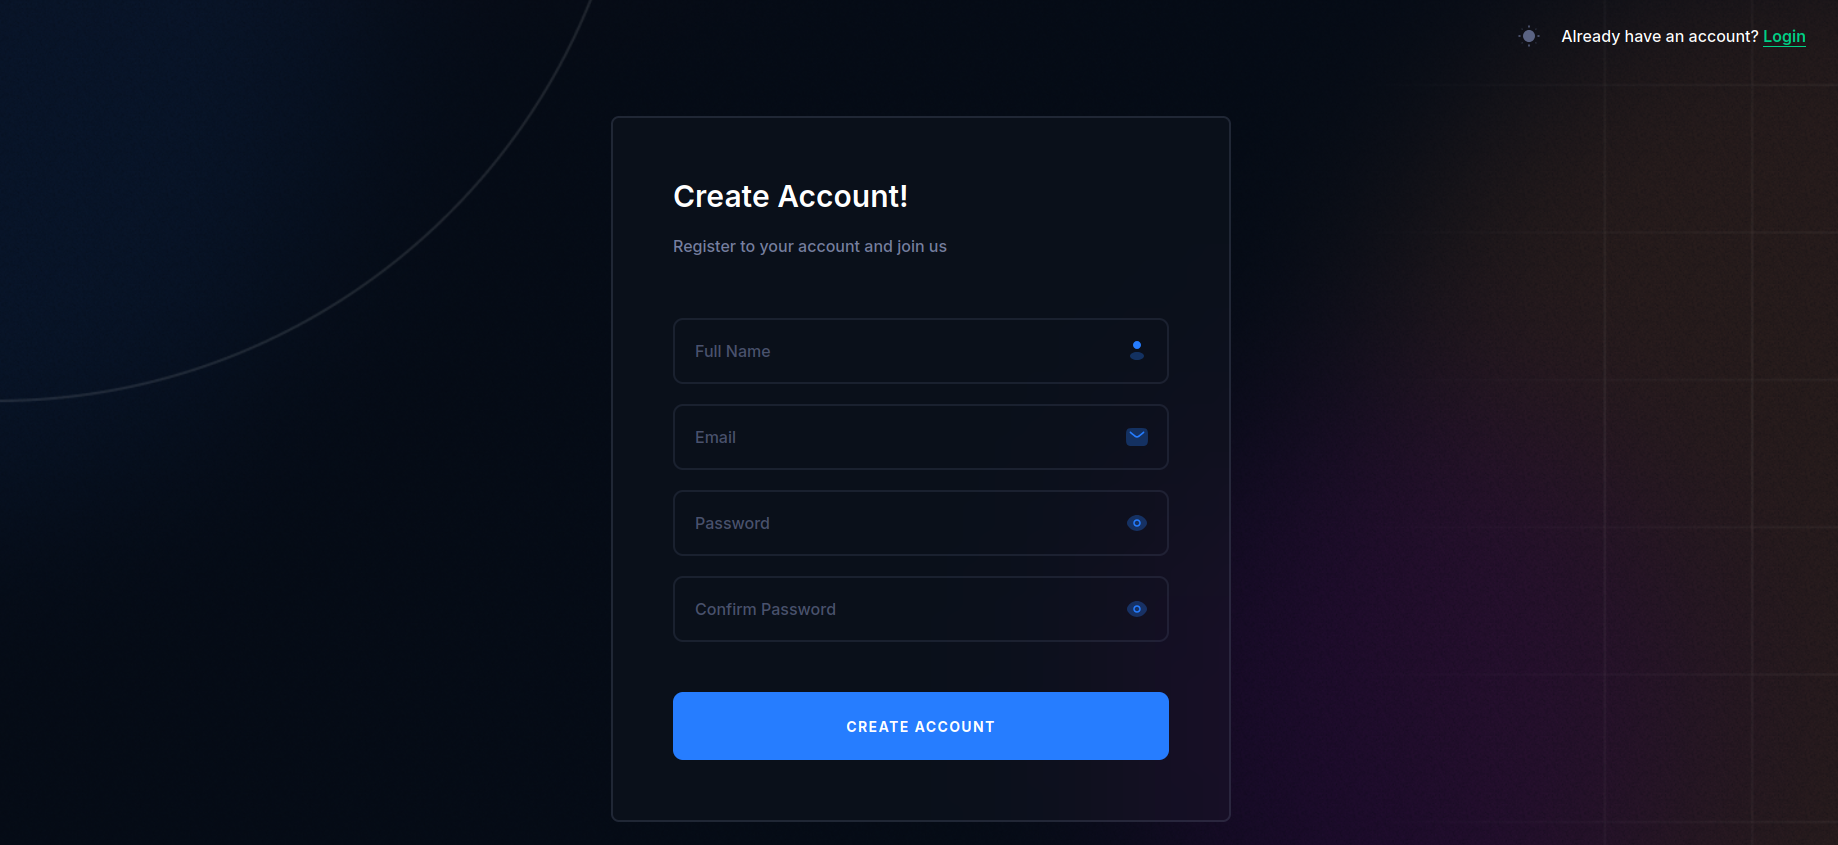 Already have an account? Login
Create Account!
Register to your account and join us
Full Name
Email
Password
Confirm Password
CREATE ACCOUNT